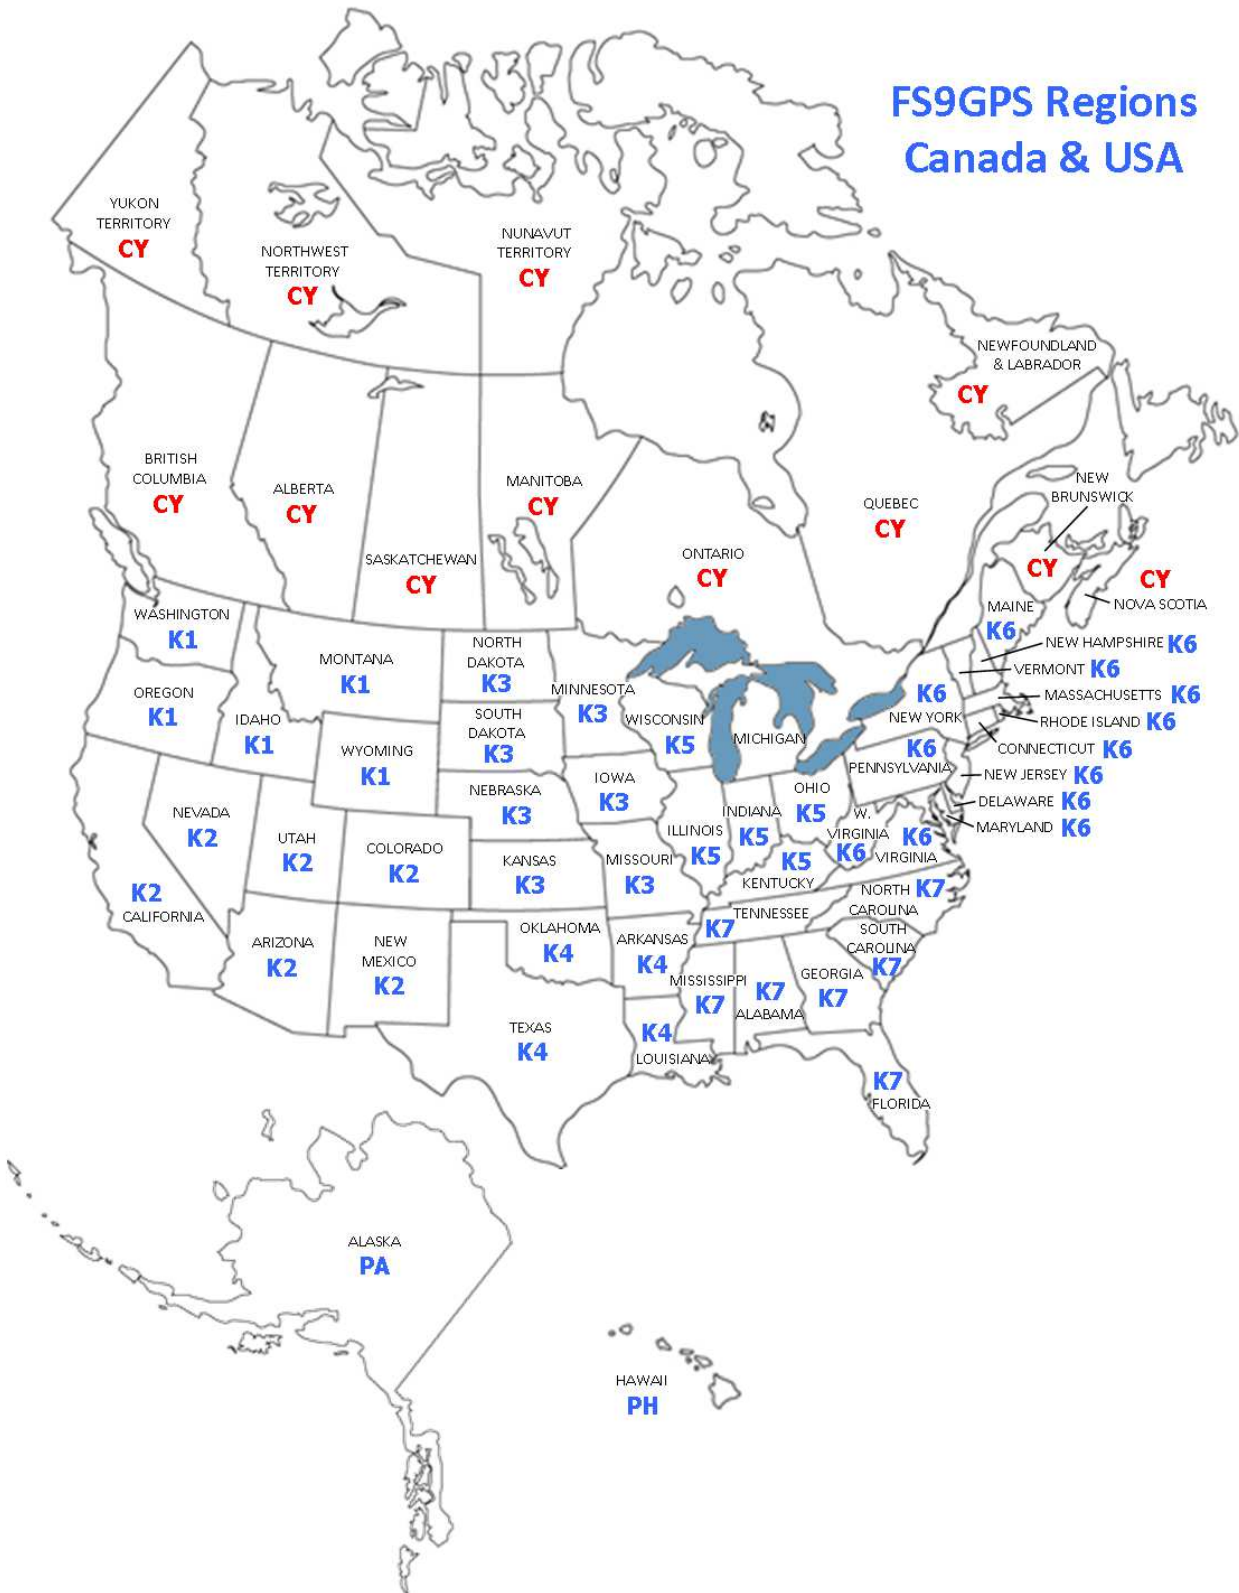 FS9GPS Regions
Canada & USA
YUKON
TERRITORY
CY
NORTHWEST
TERRITORY
CY
NUNAVUT
TERRITORY
CY
NEWFOUNDLAND
& LABRADOR
CY
BRITISH
COLUMBIA
CY
ALBERTA
CY
SASKATCHEWAN
CY
MANITOBA
CY
ONTARIO
CY
QUEBEC
CY
NEW
BRUNSWICK
CY
CY
NOVA SCOTIA
WASHINGTON
K1
OREGON
K1
IDAHO
K1
MONTANA
K1
WYOMING
K1
NORTH
DAKOTA
K3
SOUTH
DAKOTA
K3
NEBRASKA
K3
KANSAS
K3
MINNESOTA
K3
IOWA
K3
MISSOURI
K3
WISCONSIN
K5
MICHIGAN
ILLINOIS
K5
INDIANA
K5
OHIO
K5
K5
KENTUCKY
MAINE
K6
NEW HAMPSHIRE K6
VERMONT K6
MASSACHUSETTS K6
RHODE ISLAND K6
CONNECTICUT K6
NEW JERSEY K6
DELAWARE K6
MARYLAND K6
K6
NEW YORK
K6
PENNSYLVANIA
W.
VIRGINIA
K6
K6
VIRGINIA
NEVADA
K2
UTAH
K2
COLORADO
K2
K2
CALIFORNIA
ARIZONA
K2
NEW
MEXICO
K2
OKLAHOMA
K4
ARKANSAS
K4
TEXAS
K4
K4
LOUISIANA
TENNESSEE
K7
NORTH K7
CAROLINA
SOUTH
CAROLINA
K7
MISSISSIPPI
K7
K7
ALABAMA
GEORGIA
K7
K7
FLORIDA
ALASKA
PA
HAWAII
PH